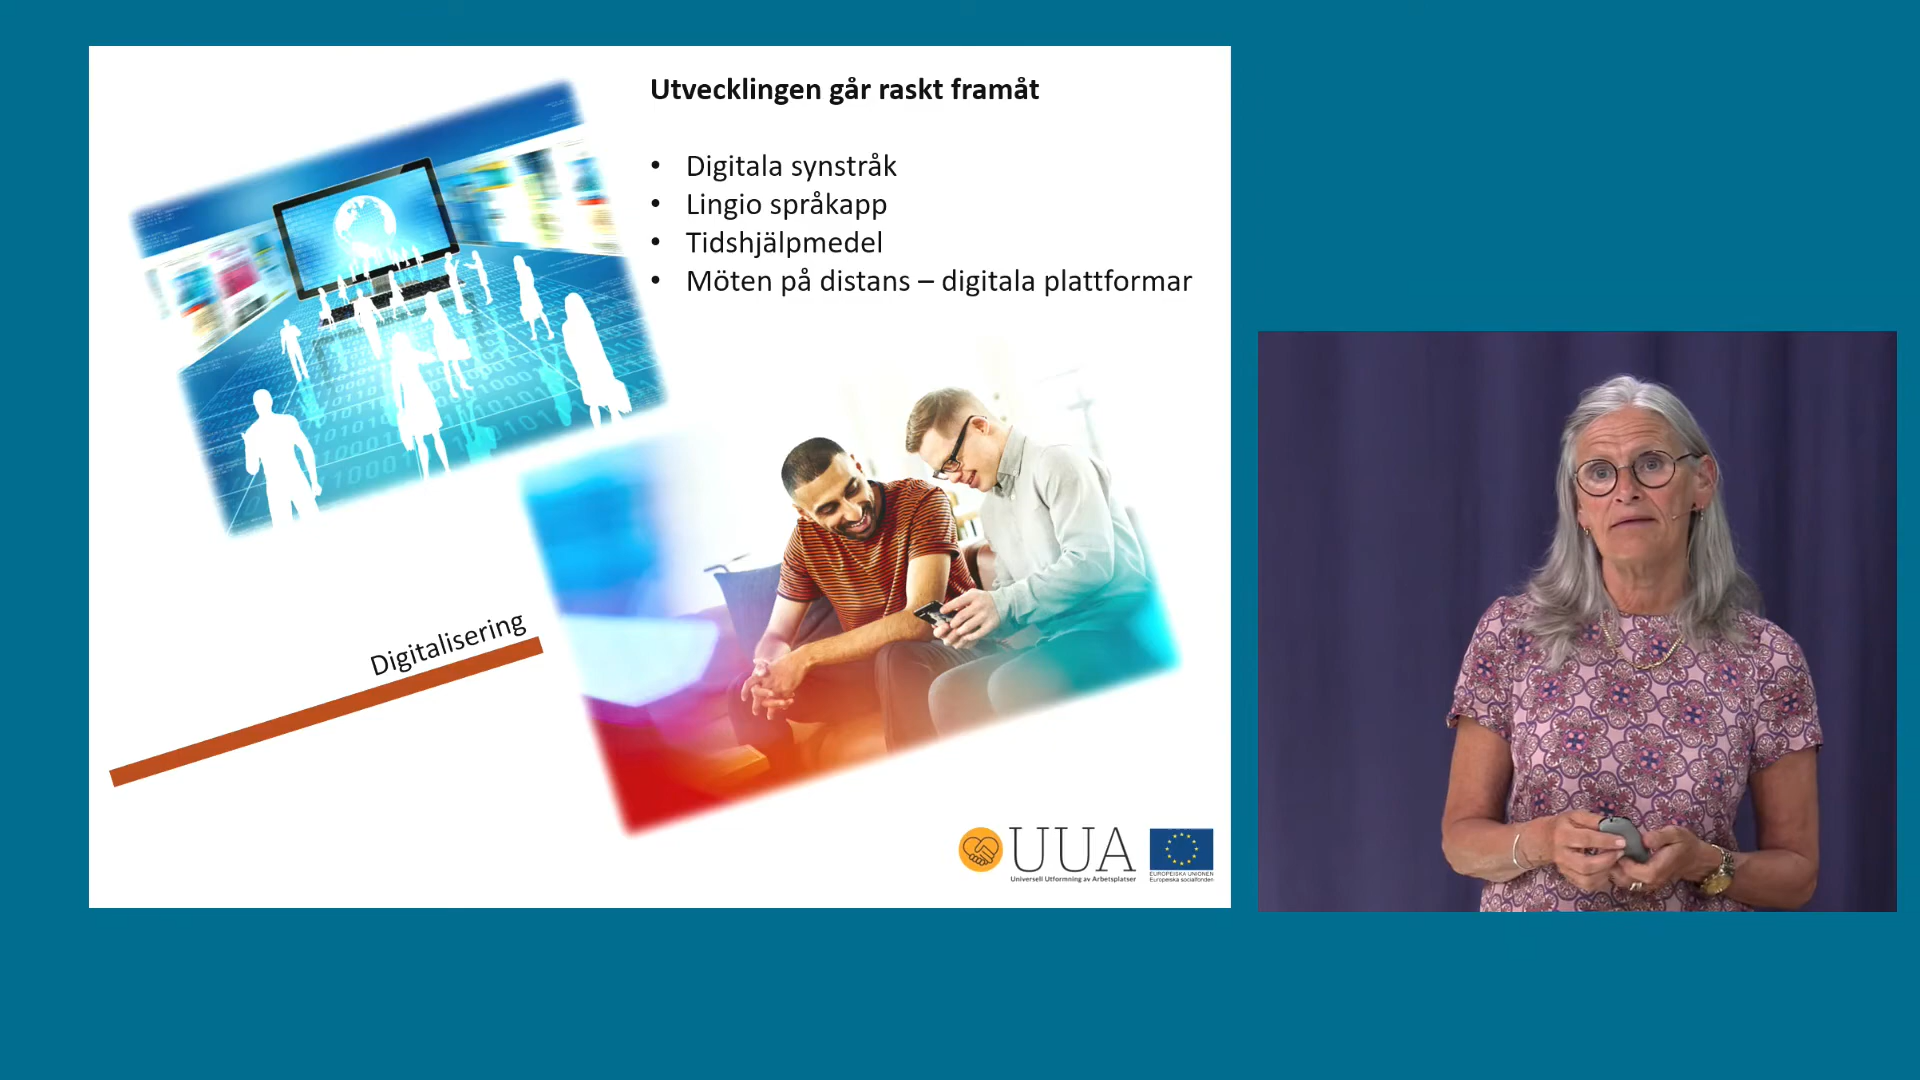 Utvecklingen går raskt framåt
• Digitala synstråk
• Lingio språkapp
• Tidshjälpmedel
• Möten på distans – digitala plattformar
Digitalisering
UUA
Universell Utformning av Arbetsplatser
EUROPEISKA UNIONEN
Europeiska socialfonden